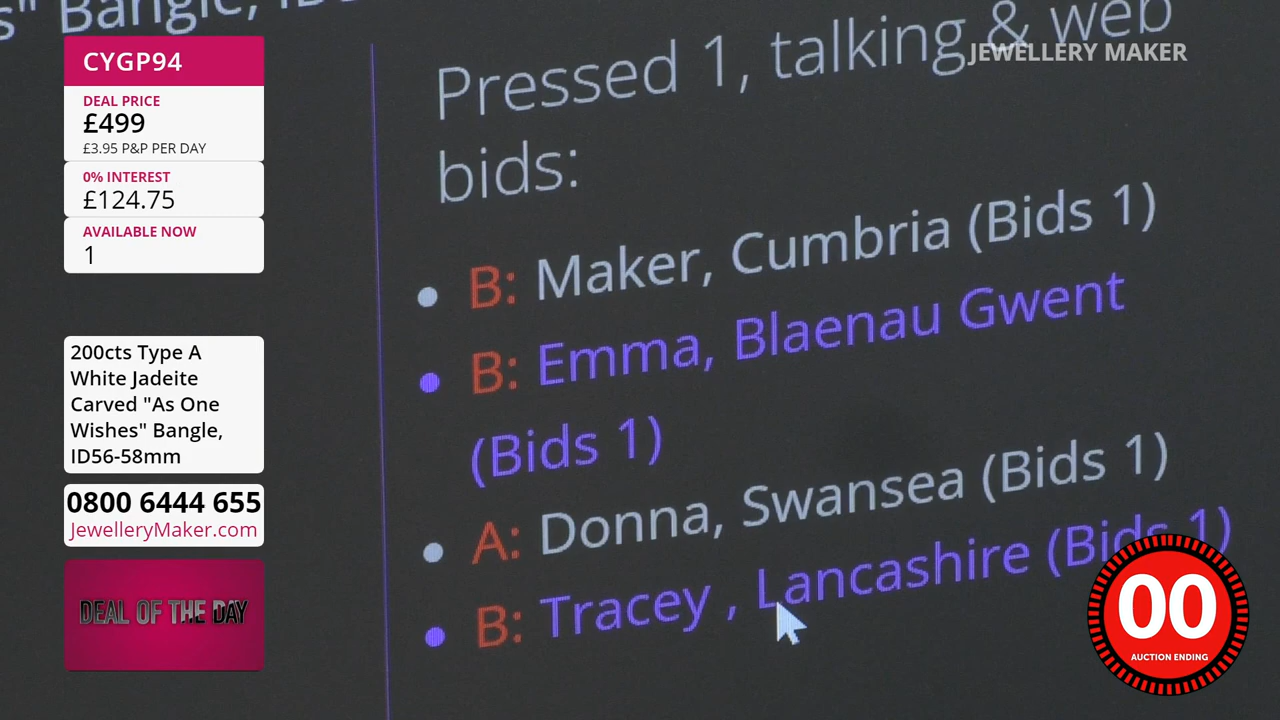 s" Bangle, 
CYGP94
DEAL PRICE
£499
£3.95 P&P PER DAY
0% INTEREST
£124.75
AVAILABLE NOW
1
200cts Type A
White Jadeite
Carved "As One
Wishes" Bangle,
ID56-58mm
0800 6444 655
JewelleryMaker.com
DEAL OF THE DAY
JEWELLERY MAKER
Pressed 1, talking & web
bids:
• B: Maker, Cumbria (Bids 1)
• B: Emma, Blaenau Gwent
(Bids 1)
• A: Donna, Swansea (Bids 1)
• B: Tracey , Lancashire (Bids 1)
00
AUCTION ENDING